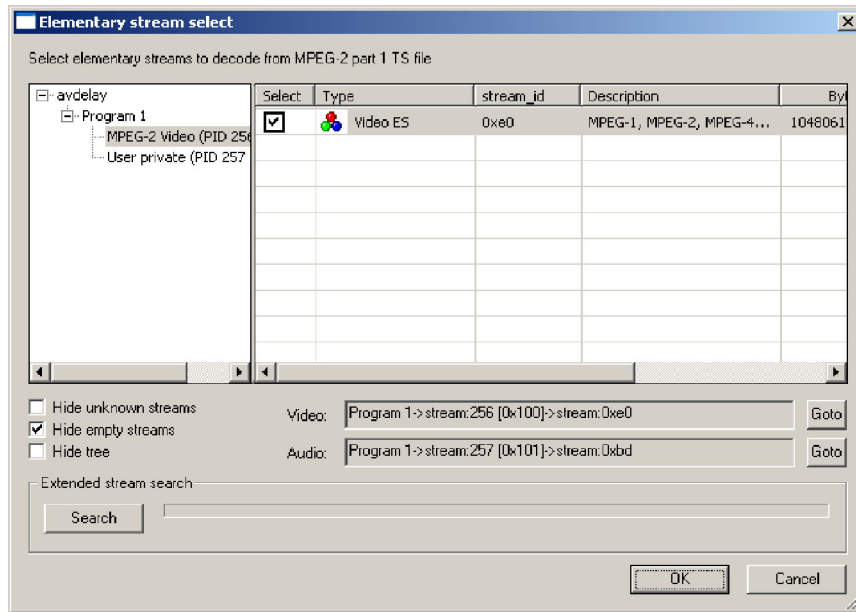 Elementary stream select
Select elementary streams to decode from MPEG-2 part 1 TS file
avdelay
Program 1
MPEG-2 Video (PID 256
User private (PID 257
Select Type stream_id Description Byt
Video ES 0xe0 MPEG-1, MPEG-2, MPEG-4... 1048061
Hide unknown streams
Hide empty streams
Hide tree
Video: Program 1->stream:256 [0x100]->stream:0xe0 Goto
Audio: Program 1->stream:257 [0x101]->stream:0xbd Goto
Extended stream search
Search
OK Cancel